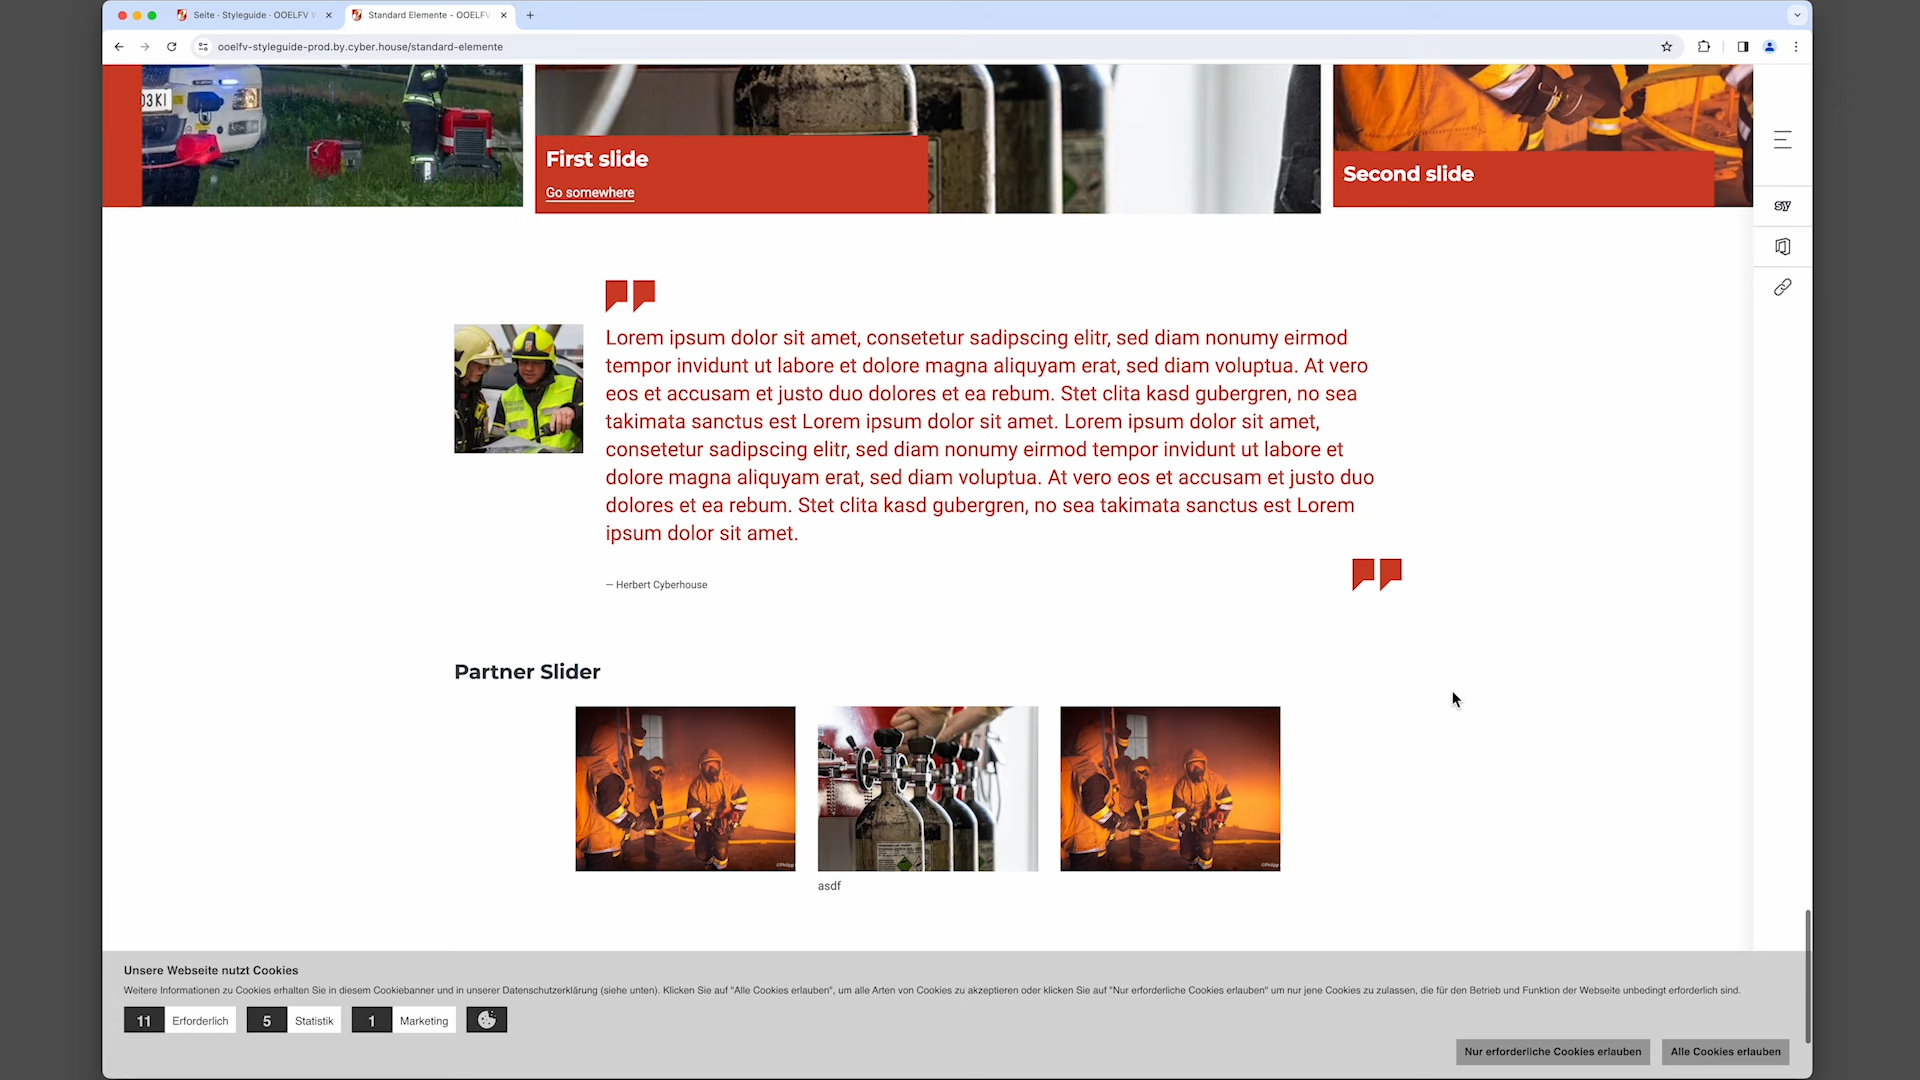 Seite · Styleguide · OOELFV
Standard Elemente - OOELFV
ooelfv-styleguide-prod.by.cyber.house/standard-elemente
03KI
First slide
Go somewhere
Second slide
sy
Lorem ipsum dolor sit amet, consetetur sadipscing elitr, sed diam nonumy eirmod
tempor invidunt ut labore et dolore magna aliquyam erat, sed diam voluptua. At vero
eos et accusam et justo duo dolores et ea rebum. Stet clita kasd gubergren, no sea
takimata sanctus est Lorem ipsum dolor sit amet. Lorem ipsum dolor sit amet,
consetetur sadipscing elitr, sed diam nonumy eirmod tempor invidunt ut labore et
dolore magna aliquyam erat, sed diam voluptua. At vero eos et accusam et justo duo
dolores et ea rebum. Stet clita kasd gubergren, no sea takimata sanctus est Lorem
ipsum dolor sit amet.
— Herbert Cyberhouse
Partner Slider
©Philipp
©Philipp
asdf
Unsere Webseite nutzt Cookies
Weitere Informationen zu Cookies erhalten Sie in diesem Cookiebanner und in unserer Datenschutzerklärung (siehe unten). Klicken Sie auf "Alle Cookies erlauben", um alle Arten von Cookies zu akzeptieren oder klicken Sie auf "Nur erforderliche Cookies erlauben" um nur jene Cookies zu zulassen, die für den Betrieb und Funktion der Webseite unbedingt erforderlich sind.
11 Erforderlich 5 Statistik 1 Marketing
Nur erforderliche Cookies erlauben Alle Cookies erlauben